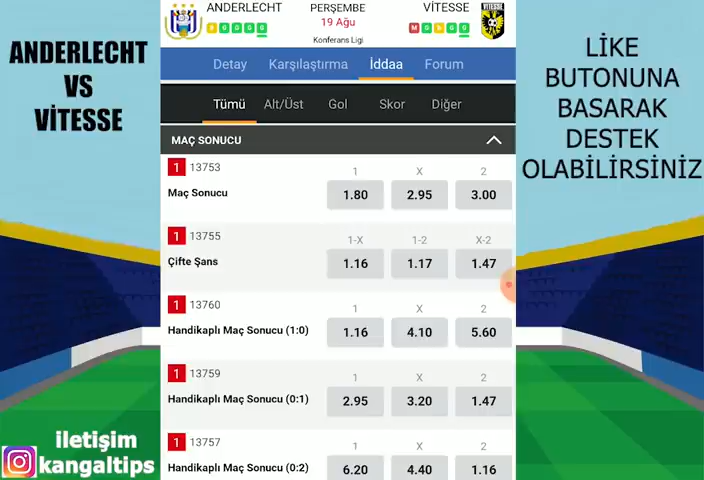 ANDERLECHT
VS
VİTESSE
ANDERLECHT
PERŞEMBE
19 Ağu
Konferans Ligi
VİTESSE
G G G G
M G G G
Detay Karşılaştırma İddaa Forum
Tümü Alt/Üst Gol Skor Diğer
MAÇ SONUCU
1 13753
Maç Sonucu
1 X 2
1.80 2.95 3.00
1 13755
Çifte Şans
1-X 1-2 X-2
1.16 1.17 1.47
1 13760
Handikaplı Maç Sonucu (1:0)
1 X 2
1.16 4.10 5.60
1 13759
Handikaplı Maç Sonucu (0:1)
1 X 2
2.95 3.20 1.47
1 13757
Handikaplı Maç Sonucu (0:2)
1 X 2
6.20 4.40 1.16
LİKE
BUTONUNA
BASARAK
DESTEK
OLABİLİRSİNİZ
iletişim
kangaltips